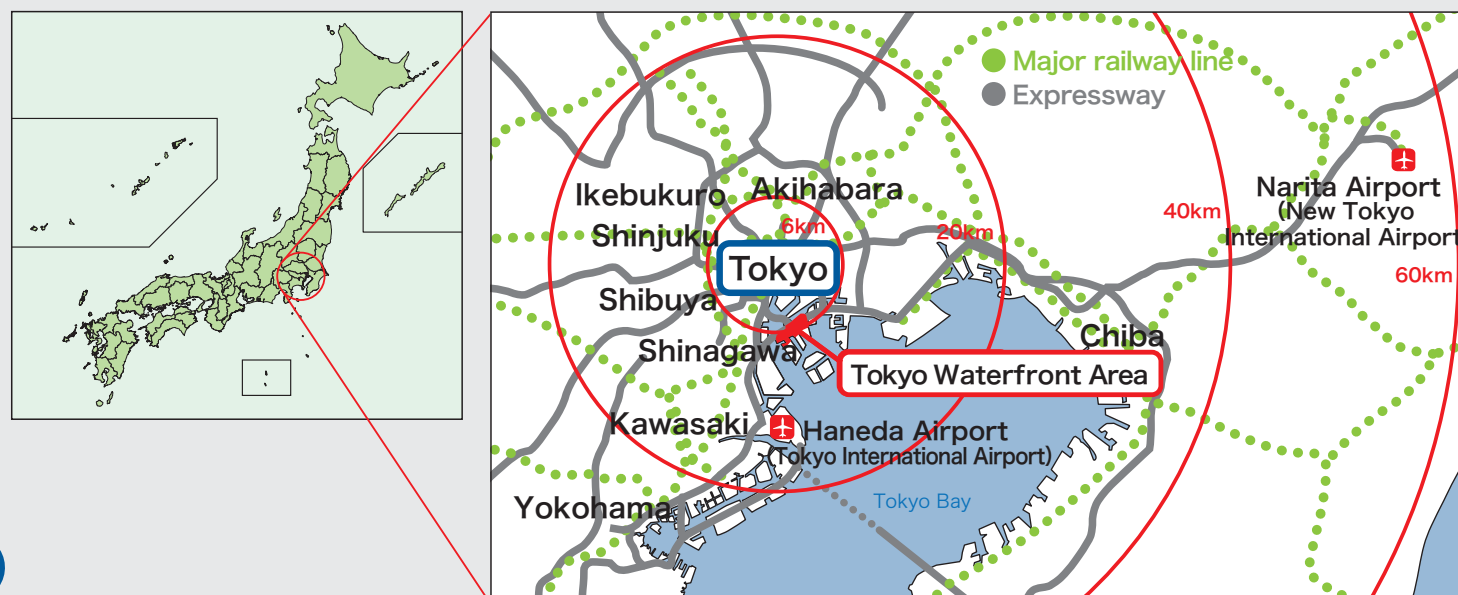 Major railway line
Expressway
Ikebukuro
Akihabara
Narita Airport
(New Tokyo
International Airport
40km
6km
20km
Shinjuku
Tokyo
60km
Shibuya
Shinagawa
Chiba
Tokyo Waterfront Area
Kawasaki
Haneda Airport
(Tokyo International Airport)
Tokyo Bay
Yokohama